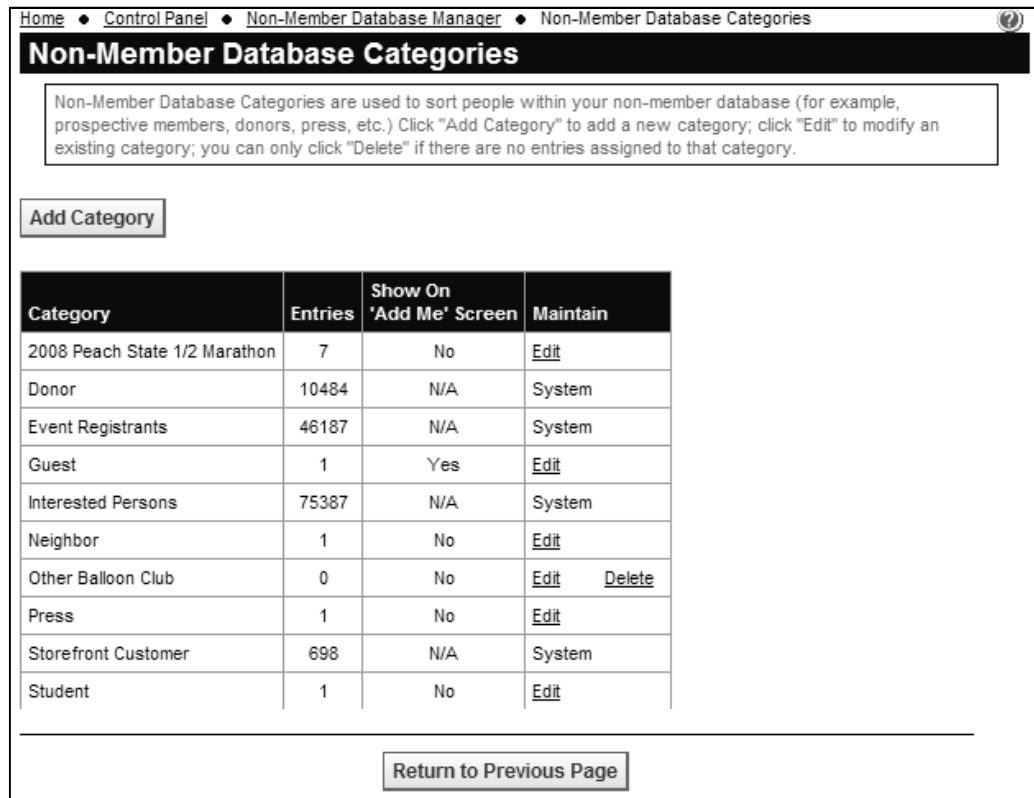 Home ● Control Panel ● Non-Member Database Manager ● Non-Member Database Categories ?
Non-Member Database Categories
Non-Member Database Categories are used to sort people within your non-member database (for example,
prospective members, donors, press, etc.) Click "Add Category" to add a new category; click "Edit" to modify an
existing category; you can only click "Delete" if there are no entries assigned to that category.
Add Category
Category Entries Show On 'Add Me' Screen Maintain
2008 Peach State 1/2 Marathon 7 No Edit
Donor 10484 N/A System
Event Registrants 46187 N/A System
Guest 1 Yes Edit
Interested Persons 75387 N/A System
Neighbor 1 No Edit
Other Balloon Club 0 No Edit Delete
Press 1 No Edit
Storefront Customer 698 N/A System
Student 1 No Edit
Return to Previous Page